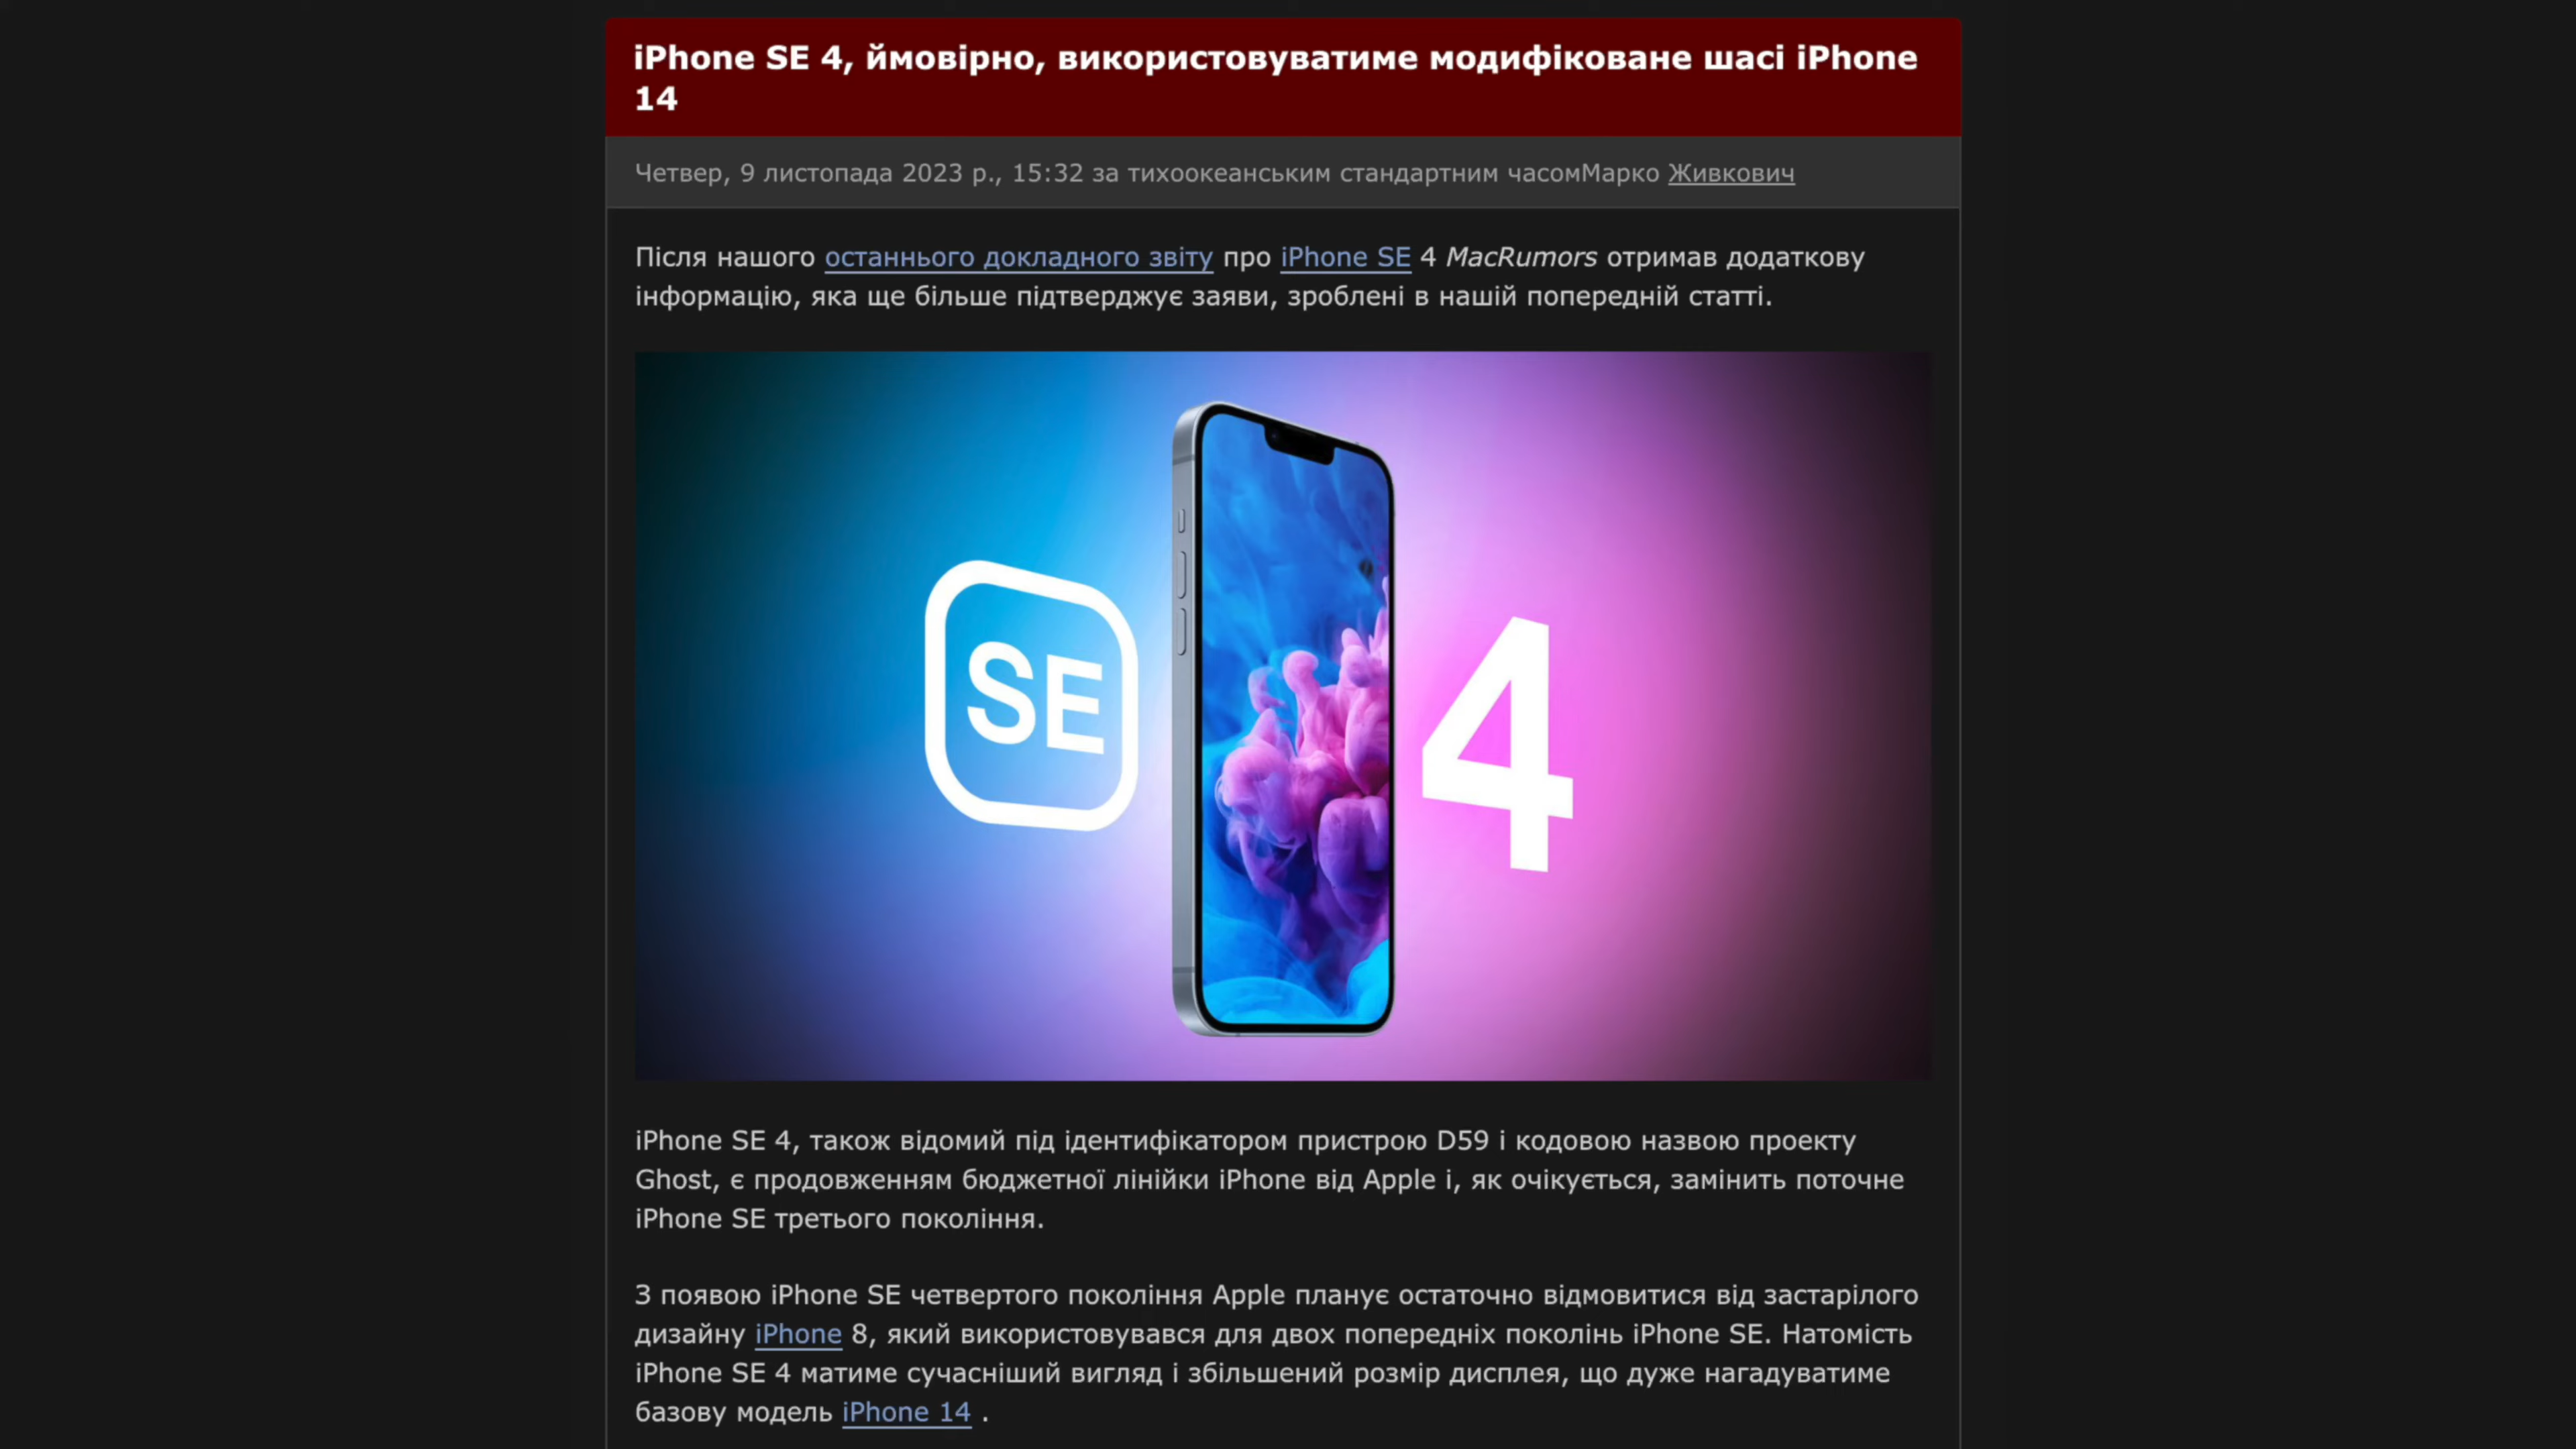 iPhone SE 4, ймовірно, використовуватиме модифіковане шасі iPhone
14
Четвер, 9 листопада 2023 р., 15:32 за тихоокеанським стандартним часомМарко Живкович
Після нашого останнього докладного звіту про iPhone SE 4 MacRumors отримав додаткову
інформацію, яка ще більше підтверджує заяви, зроблені в нашій попередній статті.
SE 4
iPhone SE 4, також відомий під ідентифікатором пристрою D59 і кодовою назвою проекту
Ghost, є продовженням бюджетної лінійки iPhone від Apple і, як очікується, замінить поточне
iPhone SE третього покоління.
З появою iPhone SE четвертого покоління Apple планує остаточно відмовитися від застарілого
дизайну iPhone 8, який використовувався для двох попередніх поколінь iPhone SE. Натомість
iPhone SE 4 матиме сучасніший вигляд і збільшений розмір дисплея, що дуже нагадуватиме
базову модель iPhone 14 .